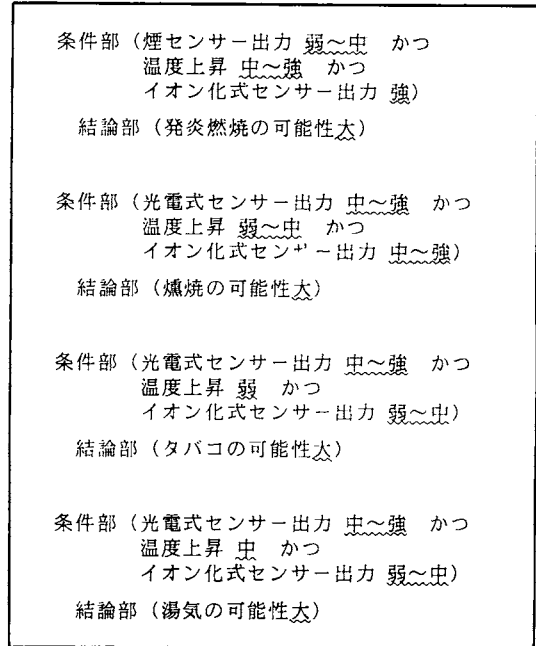 条件部（煙センサー出力 弱～中 かつ
温度上昇 中～強 かつ
イオン化式センサー出力 強）
結論部（発炎燃焼の可能性大）
条件部（光電式センサー出力 中～強 かつ
温度上昇 弱～中 かつ
イオン化式センサー出力 中～強）
結論部（燻焼の可能性大）
条件部（光電式センサー出力 中～強 かつ
温度上昇 弱 かつ
イオン化式センサー出力 弱～中）
結論部（タバコの可能性大）
条件部（光電式センサー出力 中～強 かつ
温度上昇 中 かつ
イオン化式センサー出力 弱～中）
結論部（湯気の可能性大）